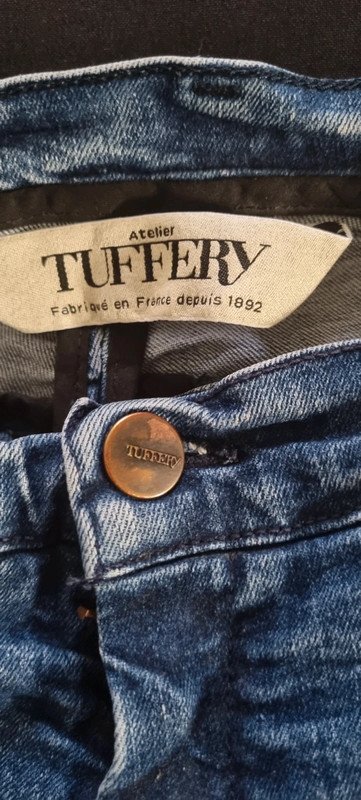 Atelier
TUFFERY
Fabriqué en France depuis 1892
TUFFERY